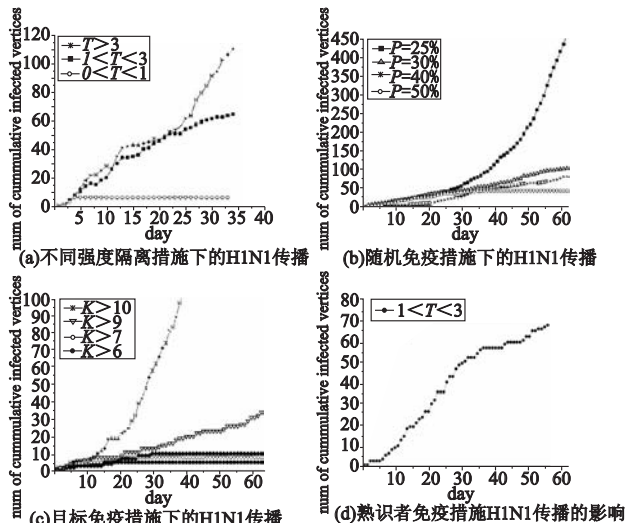 num of cummulative infected vertices
120
100
80
60
40
20
0
T＞3
1＜T＜3
0＜T＜1
5 10 15 20 25 30 35 40
day
(a)不同强度隔离措施下的H1N1传播
num of cummulative infected vertices
450
400
350
300
250
200
150
100
50
0
P=25%
P=30%
P=40%
P=50%
10 20 30 40 50 60
day
(b)随机免疫措施下的H1N1传播
num of cummulative infected vertices
100
90
80
70
60
50
40
30
20
10
0
K＞10
K＞9
K＞7
K＞6
0 10 20 30 40 50 60
day
(c)目标免疫措施下的H1N1传播
num of cummulative infected vertices
80
70
60
50
40
30
20
10
0
1＜T＜3
0 10 20 30 40 50 60
day
(d)熟识者免疫措施H1N1传播的影响